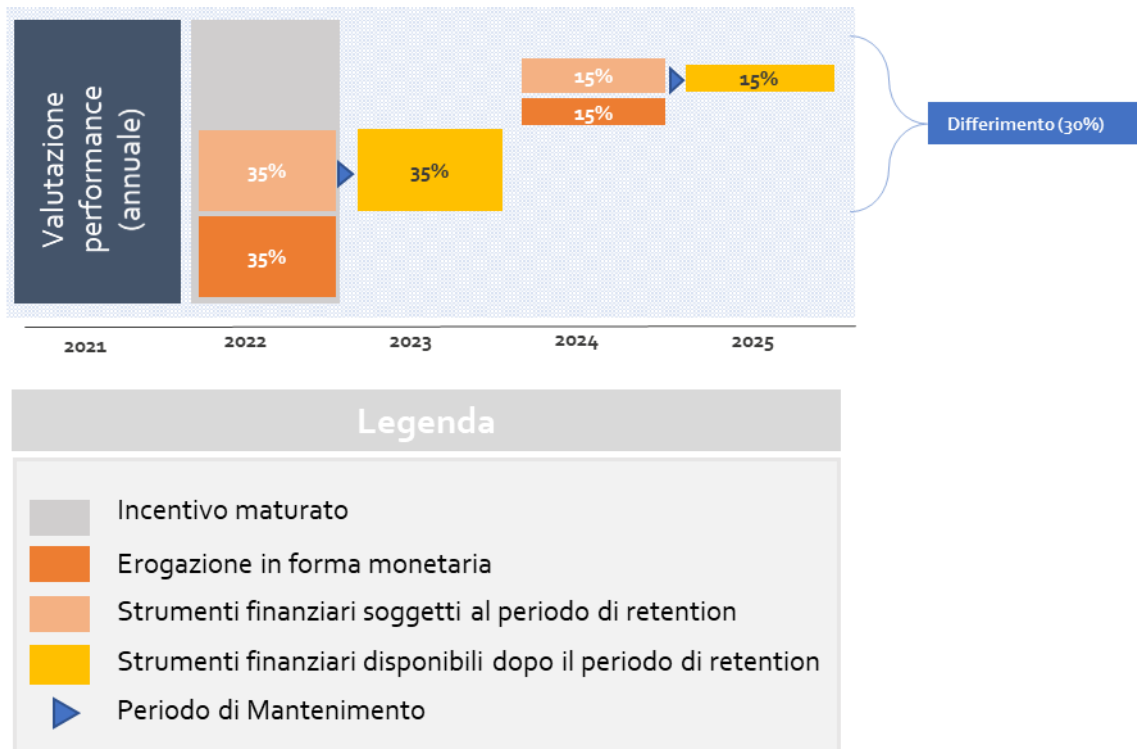 Valutazione
performance
(annuale)
15%
15%
15%
Differimento (30%)
35%
35%
35%
2021
2022
2023
2024
2025
Legenda
Incentivo maturato
Erogazione in forma monetaria
Strumenti finanziari soggetti al periodo di retention
Strumenti finanziari disponibili dopo il periodo di retention
Periodo di Mantenimento